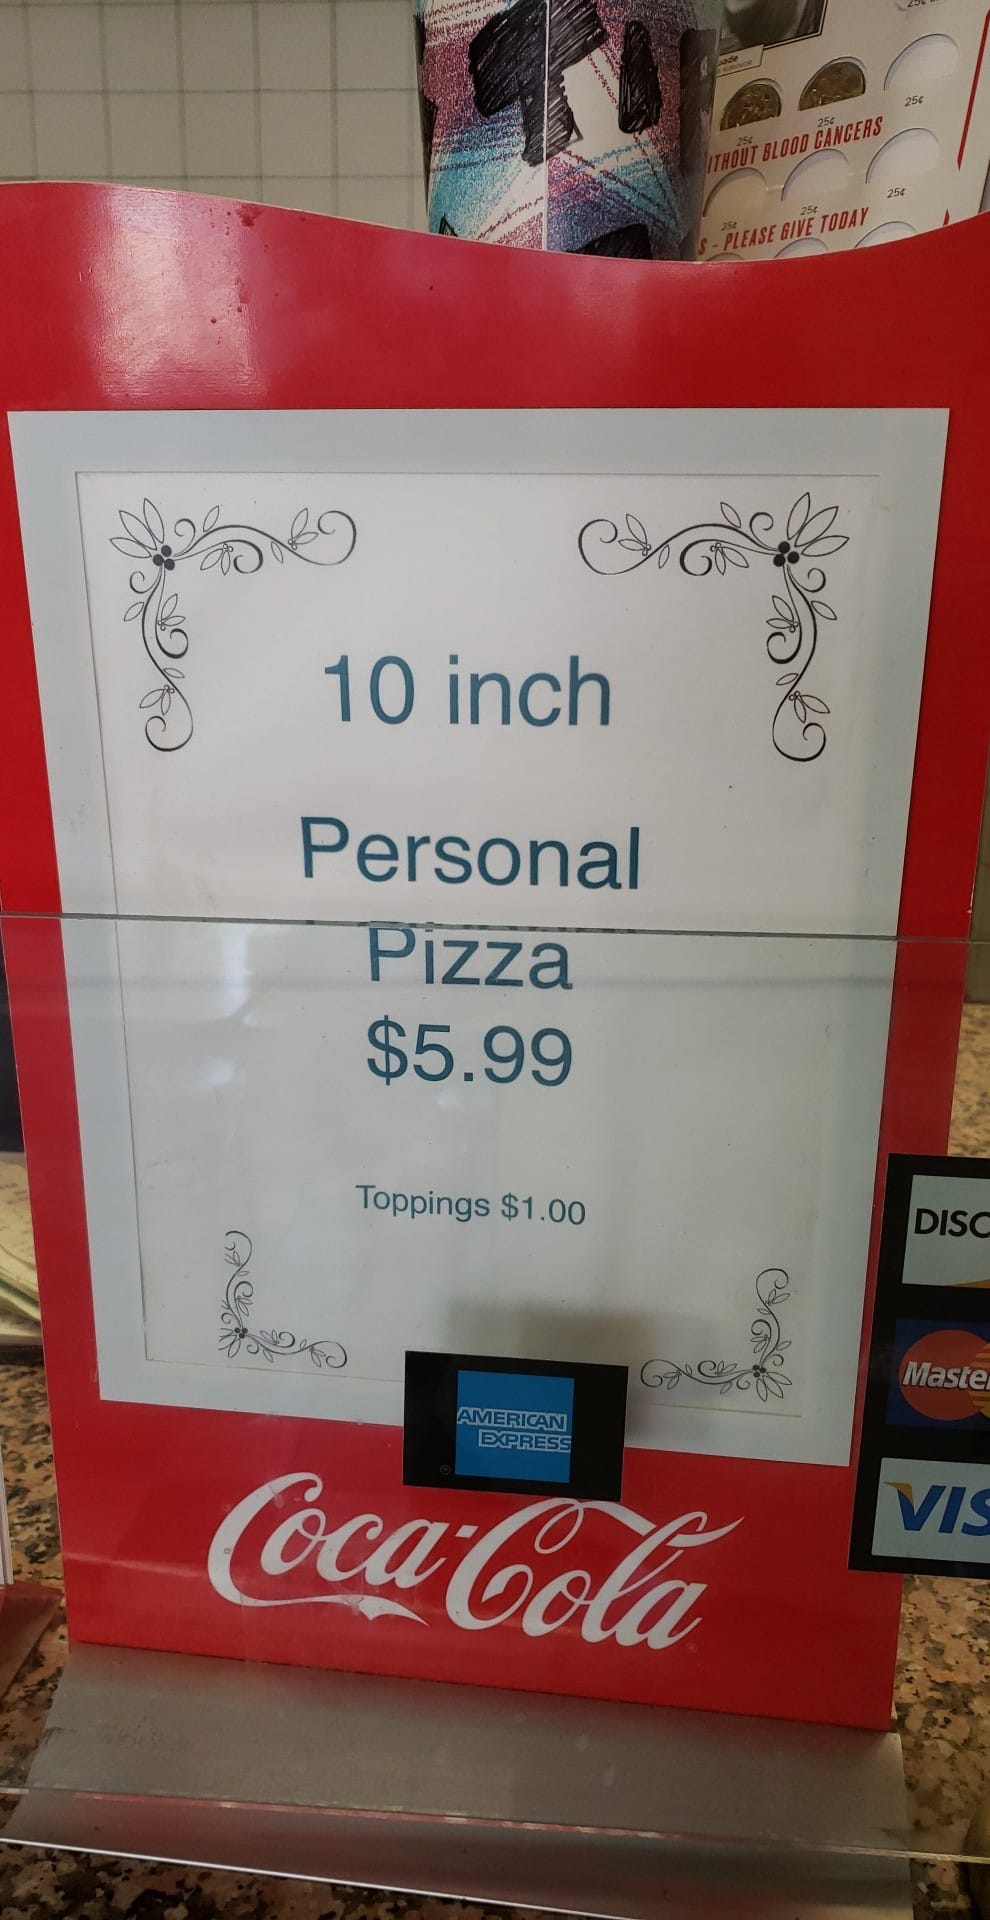 25¢
25¢
25¢
ITHOUT BLOOD CANCERS
25¢
25¢
25¢
S - PLEASE GIVE TODAY
10 inch
Personal
Pizza
$5.99
Toppings $1.00
AMERICAN
EXPRESS
®
DISC
Master
VIS
Coca-Cola